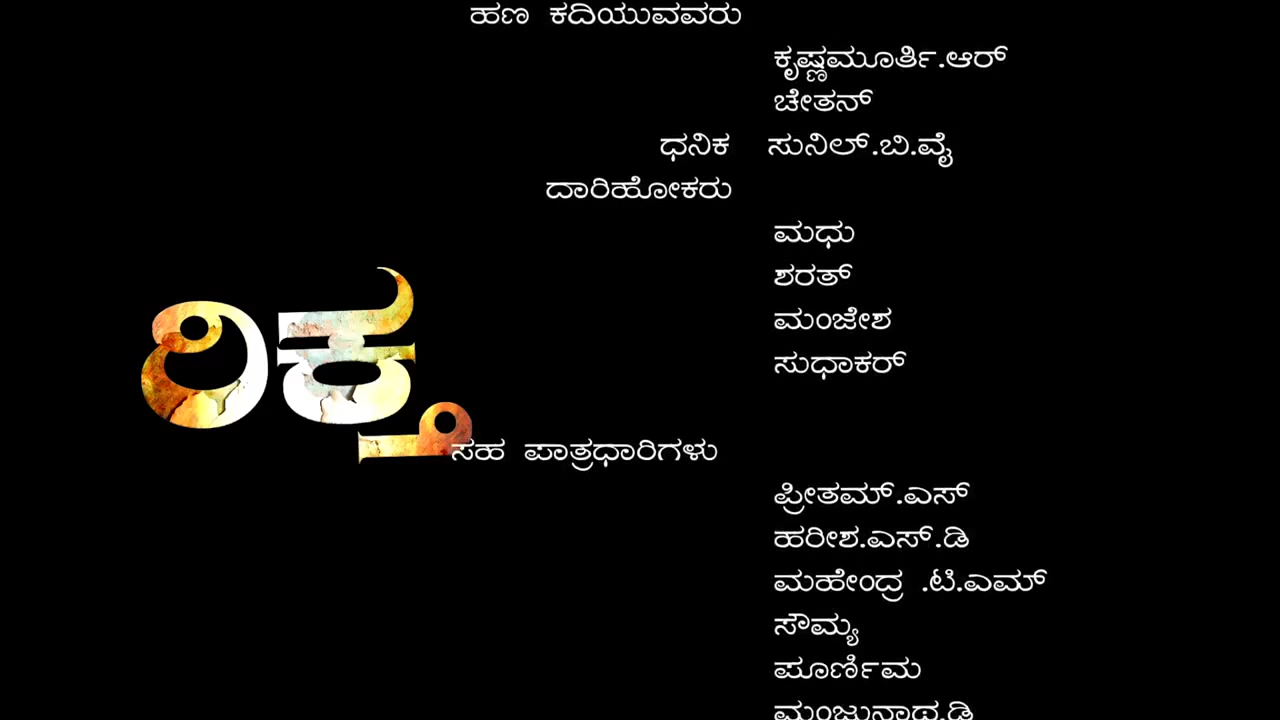 ಹಣ ಕದಿಯುವವರು
ಕೃಷ್ಣಮೂರ್ತಿ.ಆರ್
ಚೇತನ್
ಧನಿಕ ಸುನಿಲ್.ಬಿ.ವೈ
ದಾರಿಹೋಕರು
ಮಧು
ಶರತ್
ಮಂಜೇಶ
ಸುಧಾಕರ್
ರಿಕ್ತ
ಸಹ ಪಾತ್ರಧಾರಿಗಳು
ಪ್ರೀತಮ್.ಎಸ್
ಹರೀಶ.ಎಸ್.ಡಿ
ಮಹೇಂದ್ರ .ಟಿ.ಎಮ್
ಸೌಮ್ಯ
ಪೂರ್ಣಿಮ
ಮಂಜುನಾಥ.ಡಿ